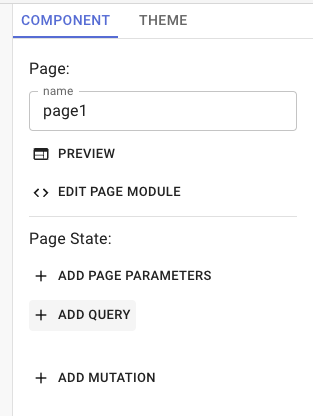 COMPONENT THEME
Page:
name
page1
PREVIEW
EDIT PAGE MODULE
Page State:
ADD PAGE PARAMETERS
ADD QUERY
ADD MUTATION